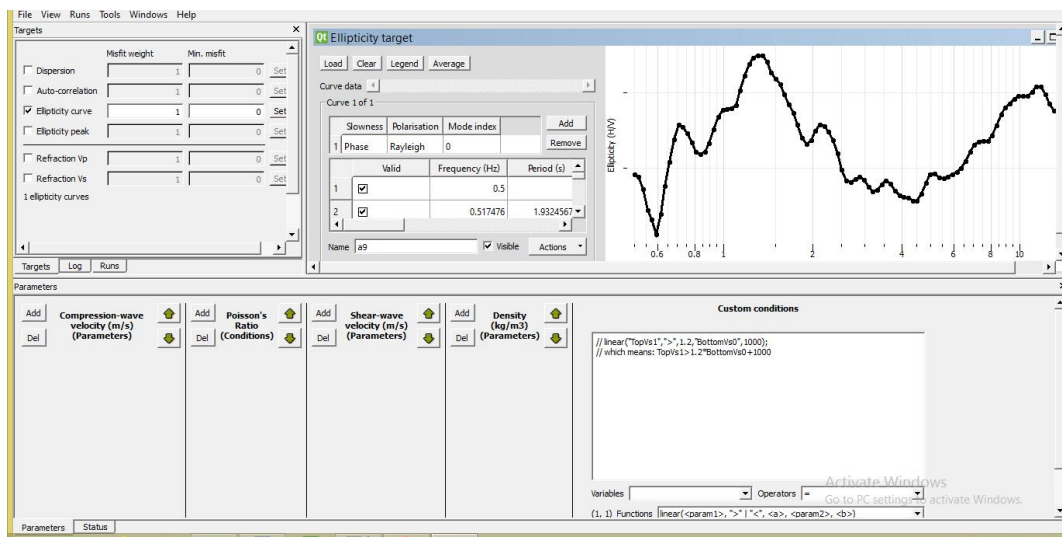 File View Runs Tools Windows Help
Targets
Misfit weight Min. misfit
Dispersion 1 0 Set
Auto-correlation 1 0 Set
Ellipticity curve 1 0 Set
Ellipticity peak 1 0 Set
Refraction Vp 1 0 Set
Refraction Vs 1 0 Set
1 ellipticity curves
Targets Log Runs
Qt Ellipticity target
Load Clear Legend Average
Curve data
Curve 1 of 1
Slowness Polarisation Mode index
1 Phase Rayleigh 0
Add
Remove
Valid Frequency (Hz) Period (s)
1 0.5
2 0.517476 1.9324567
Name a9 Visible Actions
Ellipticity (H/V)
0.6 0.8 1 2 4 6 8 10
Parameters
Add Del Compression-wave
velocity (m/s)
(Parameters)
Add Del Poisson's
Ratio
(Conditions)
Add Del Shear-wave
velocity (m/s)
(Parameters)
Add Del Density
(kg/m3)
(Parameters)
Custom conditions
// linear("TopVs1",">",1.2,"BottomVs0",1000);
// which means: TopVs1>1.2*BottomVs0+1000
Activate Windows
Go to PC settings to activate Windows.
Variables Operators =
(1, 1) Functions linear(<param1>, ">" | "<", <a>, <param2>, <b>)
Parameters Status